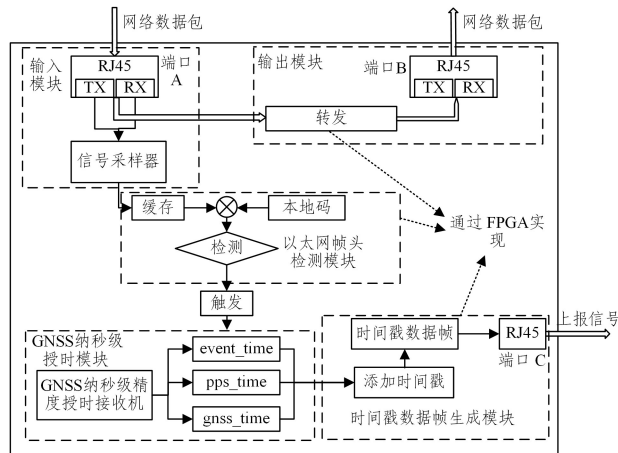 网络数据包
网络数据包
输入
模块
RJ45
TX
RX
端口
A
输出模块
端口B
RJ45
TX
RX
转发
信号采样器
缓存
本地码
检测
以太网帧头
检测模块
通过 FPGA实
现
触发
GNSS纳秒级
授时模块
GNSS纳秒级精
度授时接收机
event_time
pps_time
gnss_time
时间戳数据帧
RJ45
端口 C
上报信号
添加时间戳
时间戳数据帧生成模块